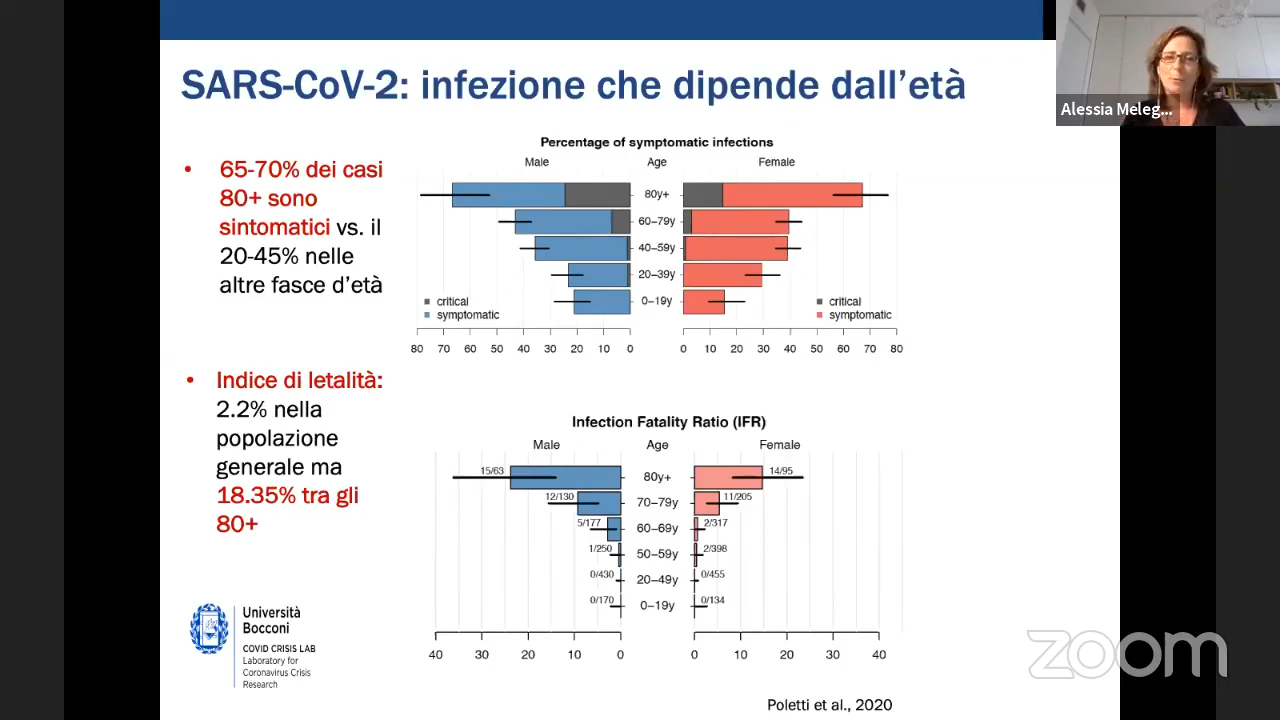 SARS-CoV-2: infezione che dipende dall'età
Alessia Meleg...
• 65-70% dei casi
80+ sono
sintomatici vs. il
20-45% nelle
altre fasce d'età
Percentage of symptomatic infections
Male Age Female
80y+
60–79y
40–59y
20–39y
0–19y
critical
symptomatic
critical
symptomatic
80 70 60 50 40 30 20 10 0 0 10 20 30 40 50 60 70 80
• Indice di letalità:
2.2% nella
popolazione
generale ma
18.35% tra gli
80+
Infection Fatality Ratio (IFR)
Male Age Female
15/63 80y+ 14/95
12/130 70–79y 11/205
5/177 60–69y 2/317
1/250 50–59y 2/398
0/430 20–49y 0/455
0/170 0–19y 0/134
40 30 20 10 0 0 10 20 30 40
Università
Bocconi
COVID CRISIS LAB
Laboratory for
Coronavirus Crisis
Research
Poletti et al., 2020
zoom